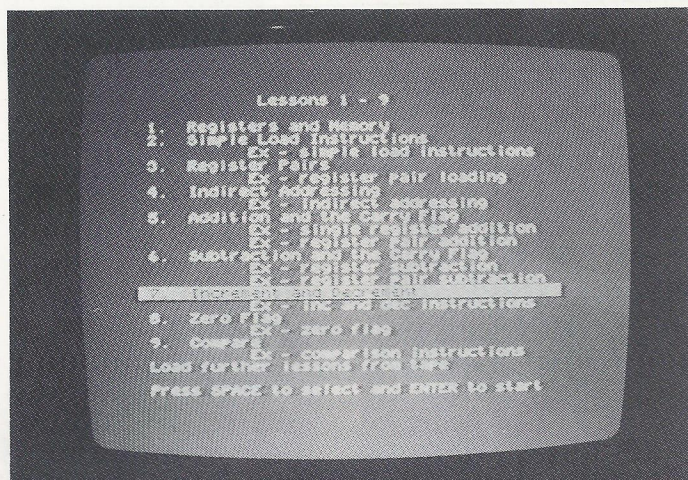 Lessons 1 - 9
1. Registers and Memory
2. Simple Load Instructions
Ex - simple load instructions
3. Register Pairs
Ex - register pair loading
4. Indirect Addressing
Ex - indirect addressing
5. Addition and the Carry Flag
Ex - single register addition
Ex - register pair addition
6. Subtraction and the Carry Flag
Ex - register subtraction
Ex - register pair subtraction
7. Increment and Decrement
Ex - inc and dec instructions
8. Zero Flag
Ex - zero flag
9. Compare
Ex - comparison instructions
Load further lessons from tape
Press SPACE to select and ENTER to start